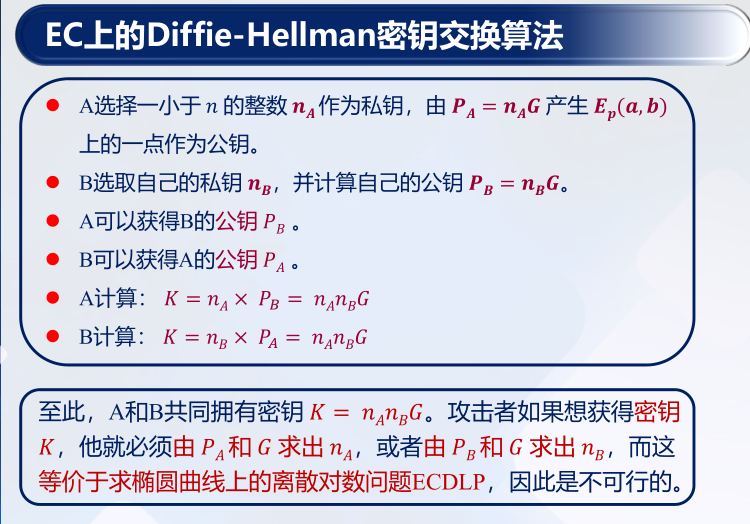 EC上的Diffie-Hellman密钥交换算法
● A选择一小于 n 的整数 n_A 作为私钥，由 P_A = n_A G 产生 E_p(a, b)
上的一点作为公钥。
● B选取自己的私钥 n_B，并计算自己的公钥 P_B = n_B G。
● A可以获得B的公钥 P_B 。
● B可以获得A的公钥 P_A 。
● A计算： K = n_A × P_B = n_A n_B G
● B计算： K = n_B × P_A = n_A n_B G
至此，A和B共同拥有密钥 K = n_A n_B G。攻击者如果想获得密钥
K，他就必须由 P_A 和 G 求出 n_A，或者由 P_B 和 G 求出 n_B，而这
等价于求椭圆曲线上的离散对数问题ECDLP，因此是不可行的。